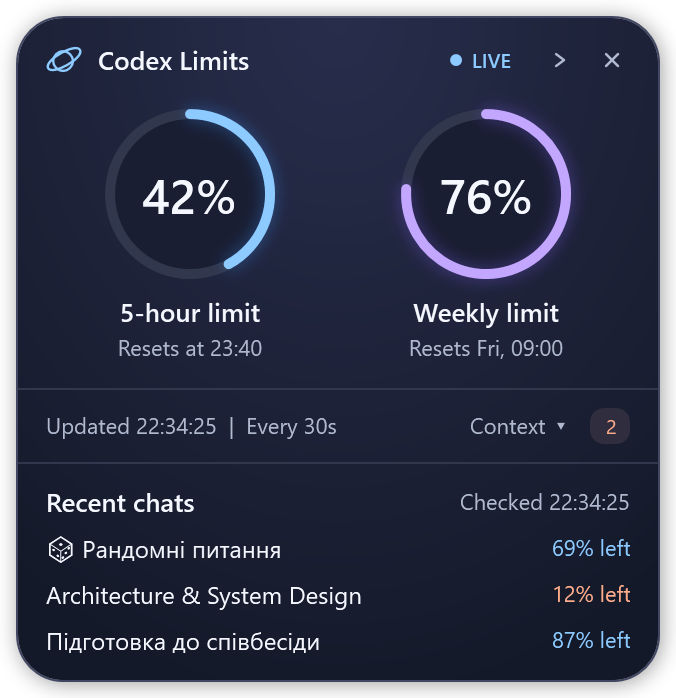 Codex Limits
LIVE
42%
76%
5-hour limit
Weekly limit
Resets at 23:40
Resets Fri, 09:00
Updated 22:34:25 | Every 30s
Context ▼
2
Recent chats
Checked 22:34:25
🎲 Рандомні питання
69% left
Architecture & System Design
12% left
Підготовка до співбесіди
87% left